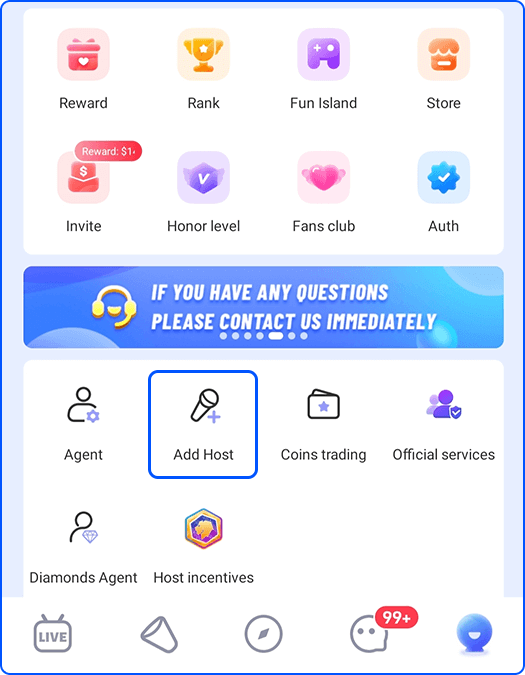 Reward
Rank
Fun Island
Store
Reward: $1
$
V
Invite
Honor level
Fans club
Auth
IF YOU HAVE ANY QUESTIONS
PLEASE CONTACT US IMMEDIATELY
Agent
Add Host
Coins trading
Official services
Diamonds Agent
Host incentives
LIVE
99+